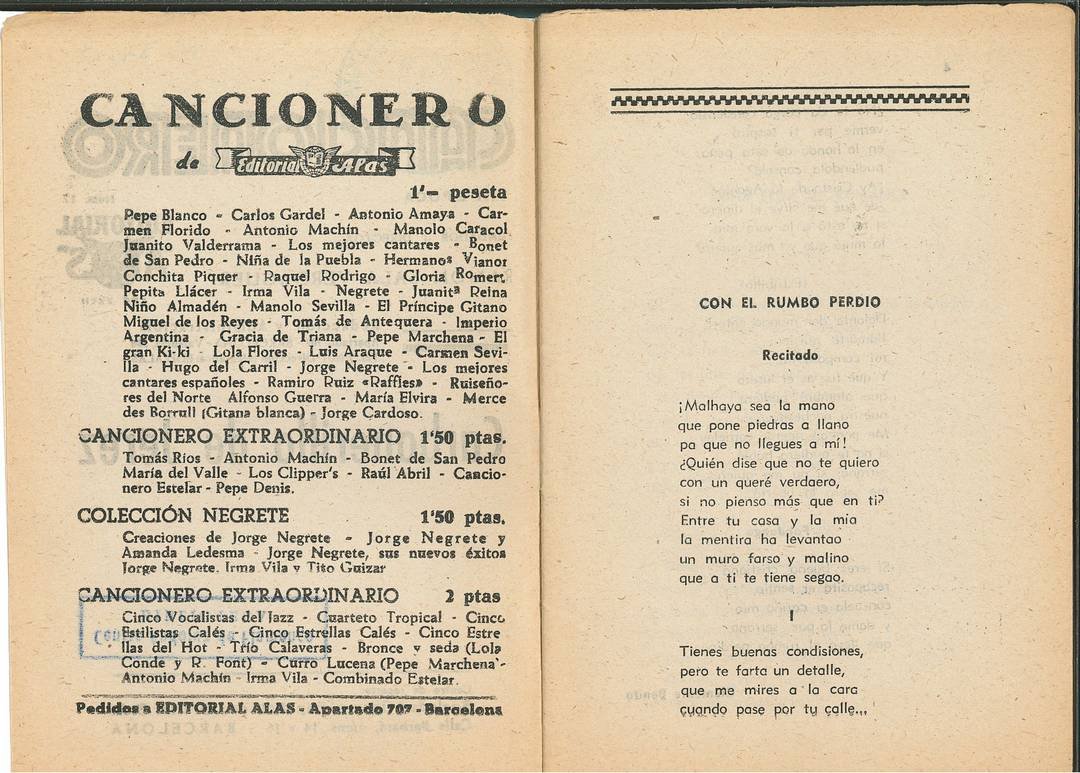 CANCIONERO
de Editorial ALAS
1'- peseta
Pepe Blanco - Carlos Gardel - Antonio Amaya - Car-
men Florido - Antonio Machín - Manolo Caracol
Juanito Valderrama - Los mejores cantares - Bonet
de San Pedro - Niña de la Puebla - Hermanos Vianor
Conchita Piquer - Raquel Rodrigo - Gloria Romer.
Pepita Llácer - Irma Vila - Negrete - Juanita Reina
Niño Almadén - Manolo Sevilla - El Príncipe Gitano
Miguel de los Reyes - Tomás de Antequera - Imperio
Argentina - Gracia de Triana - Pepe Marchena - El
gran Ki-ki - Lola Flores - Luis Araque - Carmen Sevi-
lla - Hugo del Carril - Jorge Negrete - Los mejores
cantares españoles - Ramiro Ruiz «Raffles» - Ruiseño-
res del Norte Alfonso Guerra - María Elvira - Merce
des Borrull (Gitana blanca) - Jorge Cardoso.
CANCIONERO EXTRAORDINARIO 1'50 ptas.
Tomás Ríos - Antonio Machín - Bonet de San Pedro
María del Valle - Los Clipper's - Raúl Abril - Cancio-
nero Estelar - Pepe Denis.
COLECCIÓN NEGRETE 1'50 ptas.
Creaciones de Jorge Negrete - Jorge Negrete y
Amanda Ledesma - Jorge Negrete, sus nuevos éxitos
Jorge Negrete. Irma Vila y Tito Guizar
CANCIONERO EXTRAORDINARIO 2 ptas
Cinco Vocalistas del Jazz - Cuarteto Tropical - Cinco
Estilistas Calés - Cinco Estrellas Calés - Cinco Estre
llas del Hot - Trío Calaveras - Bronce y seda (Lola
Conde y R. Font) - Curro Lucena (Pepe Marchena -
Antonio Machín - Irma Vila - Combinado Estelar.
Pedidos a EDITORIAL ALAS - Apartado 707 - Barcelona
CON EL RUMBO PERDIO
Recitado
¡Malhaya sea la mano
que pone piedras a llano
pa que no llegues a mí!
¿Quién dise que no te quiero
con un queré verdaero,
si no pienso más que en ti?
Entre tu casa y la mía
la mentira ha levantao
un muro farso y malino
que a ti te tiene segao.
I
Tienes buenas condisiones,
pero te farta un detalle,
que me mires a la cara
cuando pase por tu calle...